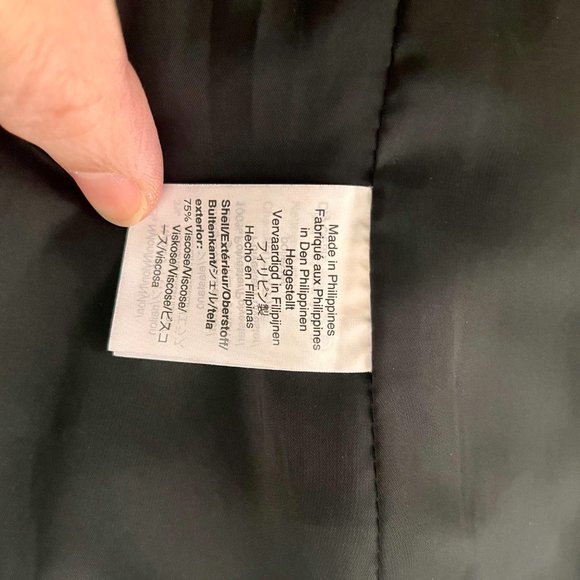 Made in Philippines
Fabriqué aux Philippines
in Den Philippinen
Hergestellt
Vervaardigd in Filipijnen
フィリピン製
Hecho en Filipinas
Shell/Extérieur/Oberstoff/
Buitenkant/シェル/tela
exterior:
75% Viscose/Viscose/
Viskose/Viscose/ビスコ
ース/viscosa